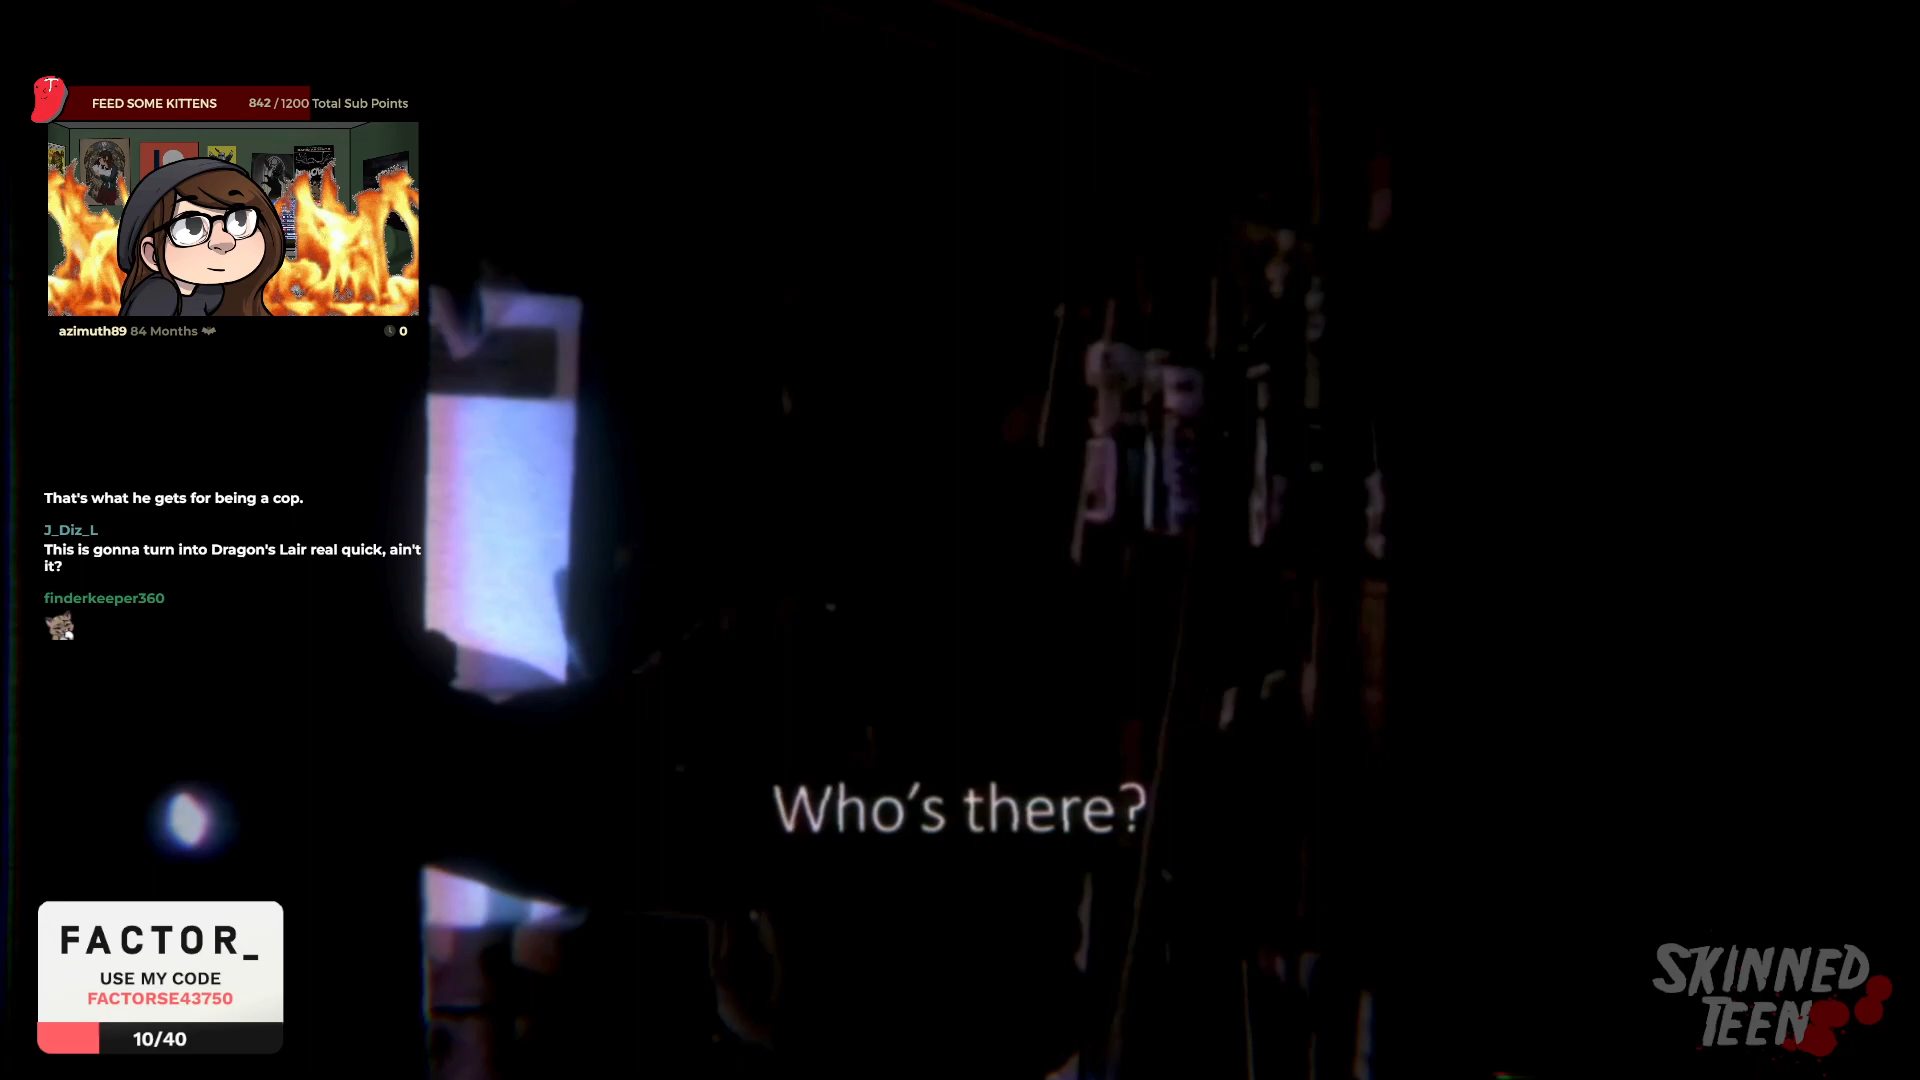 FEED SOME KITTENS 842 / 1200 Total Sub Points
azimuth89 84 Months 0
That's what he gets for being a cop.
J_Diz_L
This is gonna turn into Dragon's Lair real quick, ain't
it?
finderkeeper360
Who's there?
FACTOR_
USE MY CODE
FACTORSE43750
10/40
SKINNED
TEEN